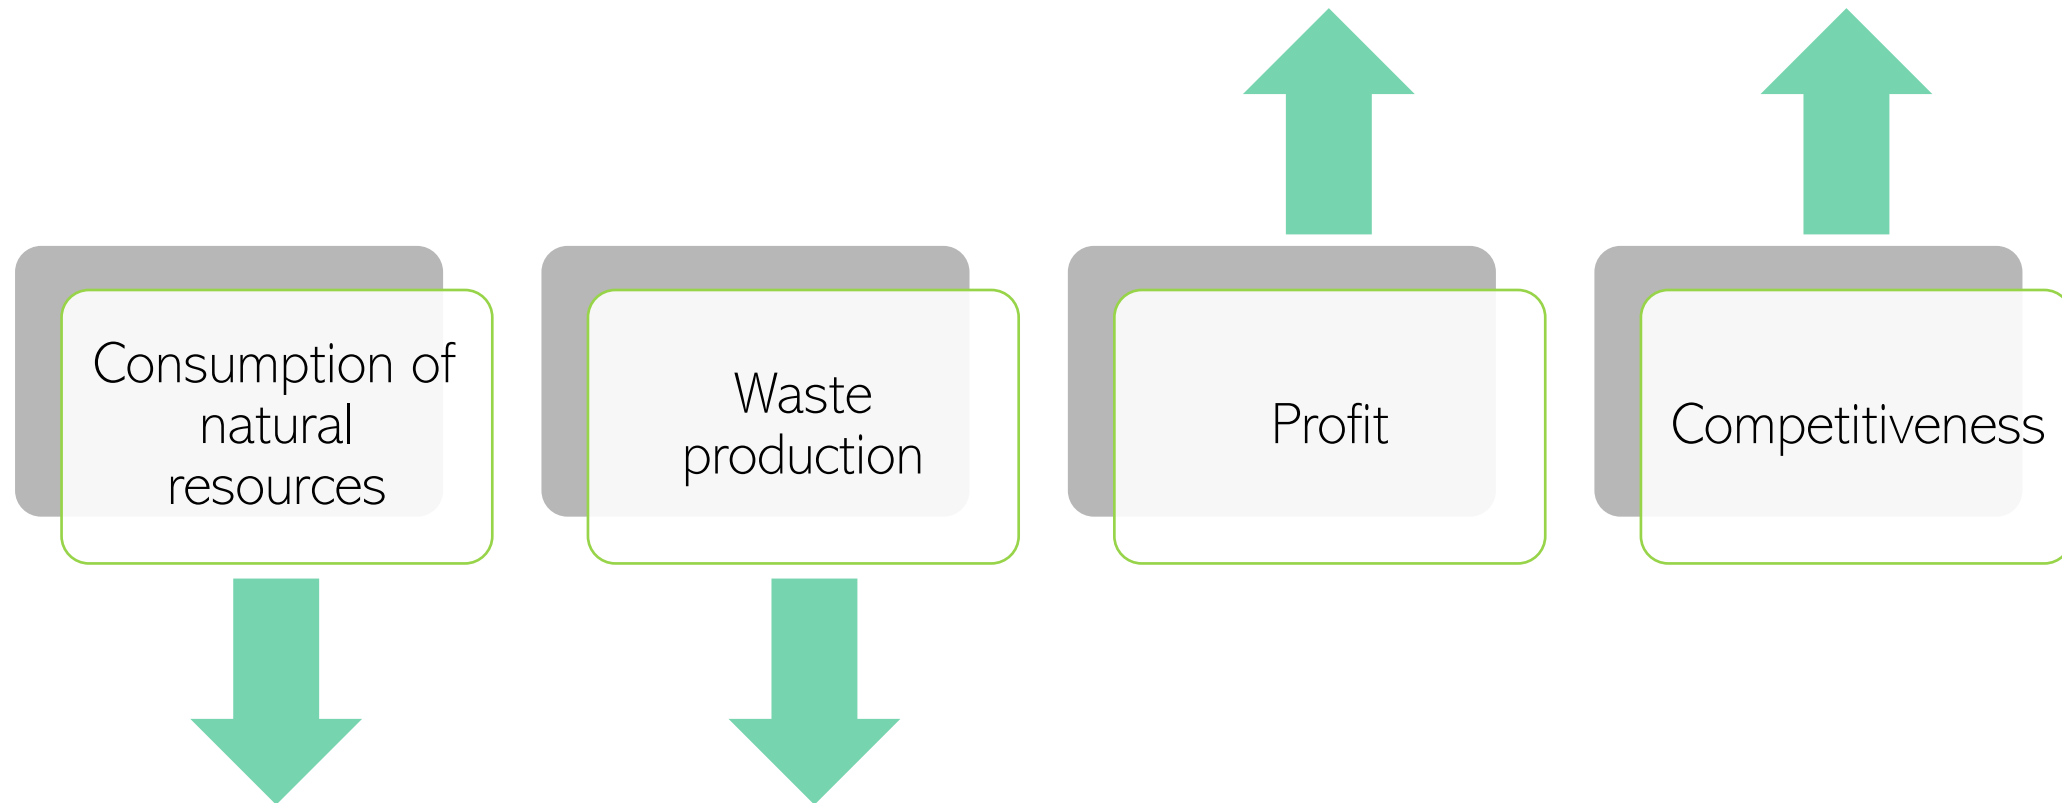 Consumption of
natural
resources
Waste
production
Profit
Competitiveness